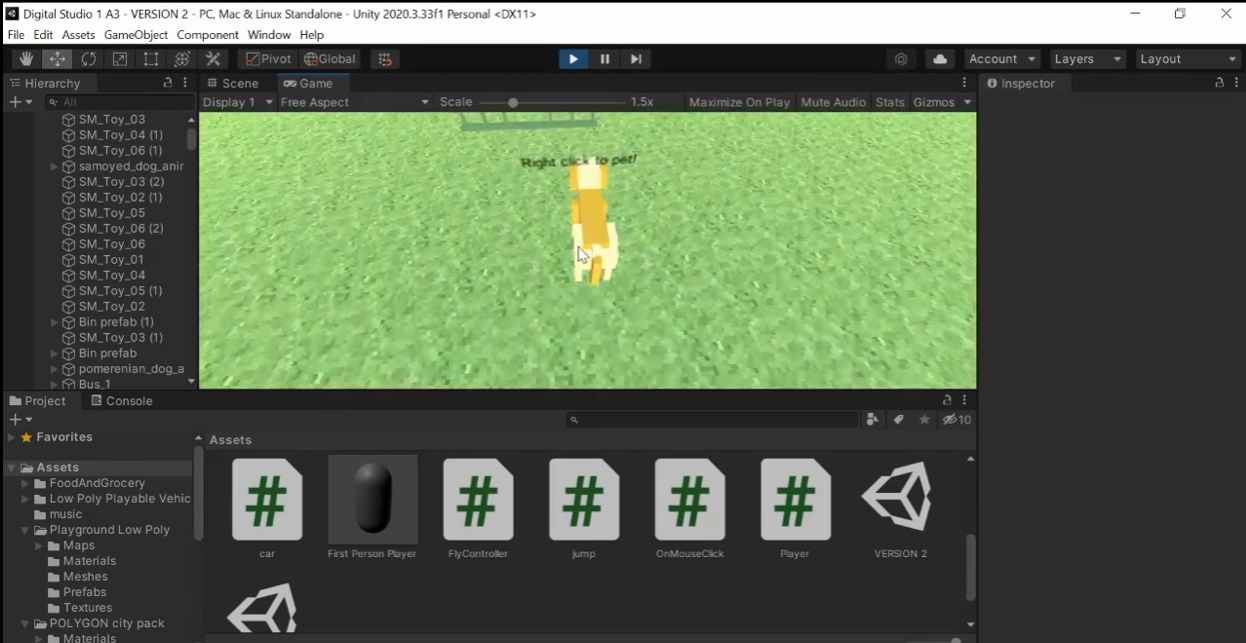 Digital Studio 1 A3 - VERSION 2 - PC, Mac & Linux Standalone - Unity 2020.3.33f1 Personal <DX11>
File Edit Assets GameObject Component Window Help
Pivot Global Account Layers Layout
Hierarchy
All
SM_Toy_03
SM_Toy_04 (1)
SM_Toy_06 (1)
samoyed_dog_anir
SM_Toy_03 (2)
SM_Toy_02 (1)
SM_Toy_05
SM_Toy_06 (2)
SM_Toy_06
SM_Toy_01
SM_Toy_04
SM_Toy_05 (1)
SM_Toy_02
Bin prefab (1)
SM_Toy_03 (1)
Bin prefab
pomerenian_dog_a
Bus_1
Scene Game
Display 1 Free Aspect Scale 1.5x Maximize On Play Mute Audio Stats Gizmos
Right click to pet!
Inspector
Project Console
10
Favorites
Assets
FoodAndGrocery
Low Poly Playable Vehic
music
Playground Low Poly
Maps
Materials
Meshes
Prefabs
Textures
POLYGON city pack
Materials
Assets
# # # # #
car First Person Player FlyController jump OnMouseClick Player VERSION 2